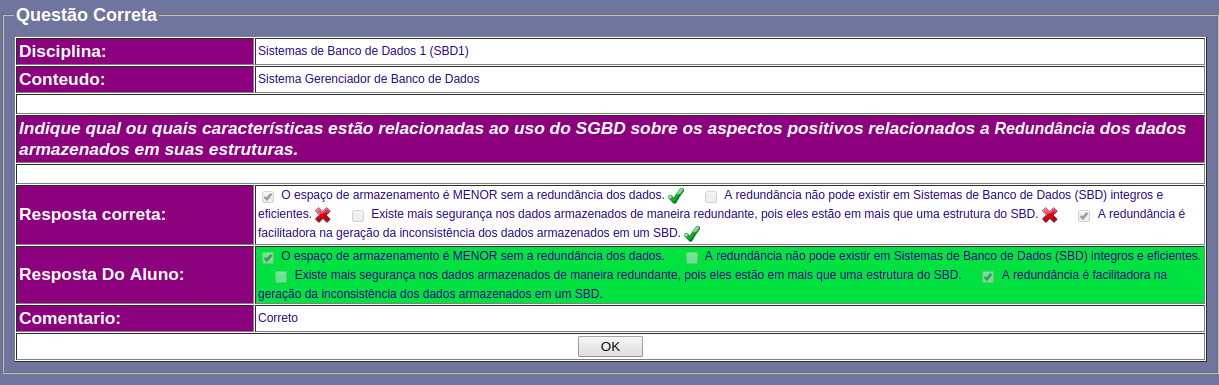 Questão Correta
Disciplina: Sistemas de Banco de Dados 1 (SBD1)
Conteudo: Sistema Gerenciador de Banco de Dados
Indique qual ou quais características estão relacionadas ao uso do SGBD sobre os aspectos positivos relacionados a Redundância dos dados
armazenados em suas estruturas.
Resposta correta:
O espaço de armazenamento é MENOR sem a redundância dos dados. A redundância não pode existir em Sistemas de Banco de Dados (SBD) integros e
eficientes. Existe mais segurança nos dados armazenados de maneira redundante, pois eles estão em mais que uma estrutura do SBD. A redundância é
facilitadora na geração da inconsistência dos dados armazenados em um SBD.
Resposta Do Aluno:
O espaço de armazenamento é MENOR sem a redundância dos dados. A redundância não pode existir em Sistemas de Banco de Dados (SBD) integros e eficientes.
Existe mais segurança nos dados armazenados de maneira redundante, pois eles estão em mais que uma estrutura do SBD. A redundância é facilitadora na
geração da inconsistência dos dados armazenados em um SBD.
Comentario: Correto
OK